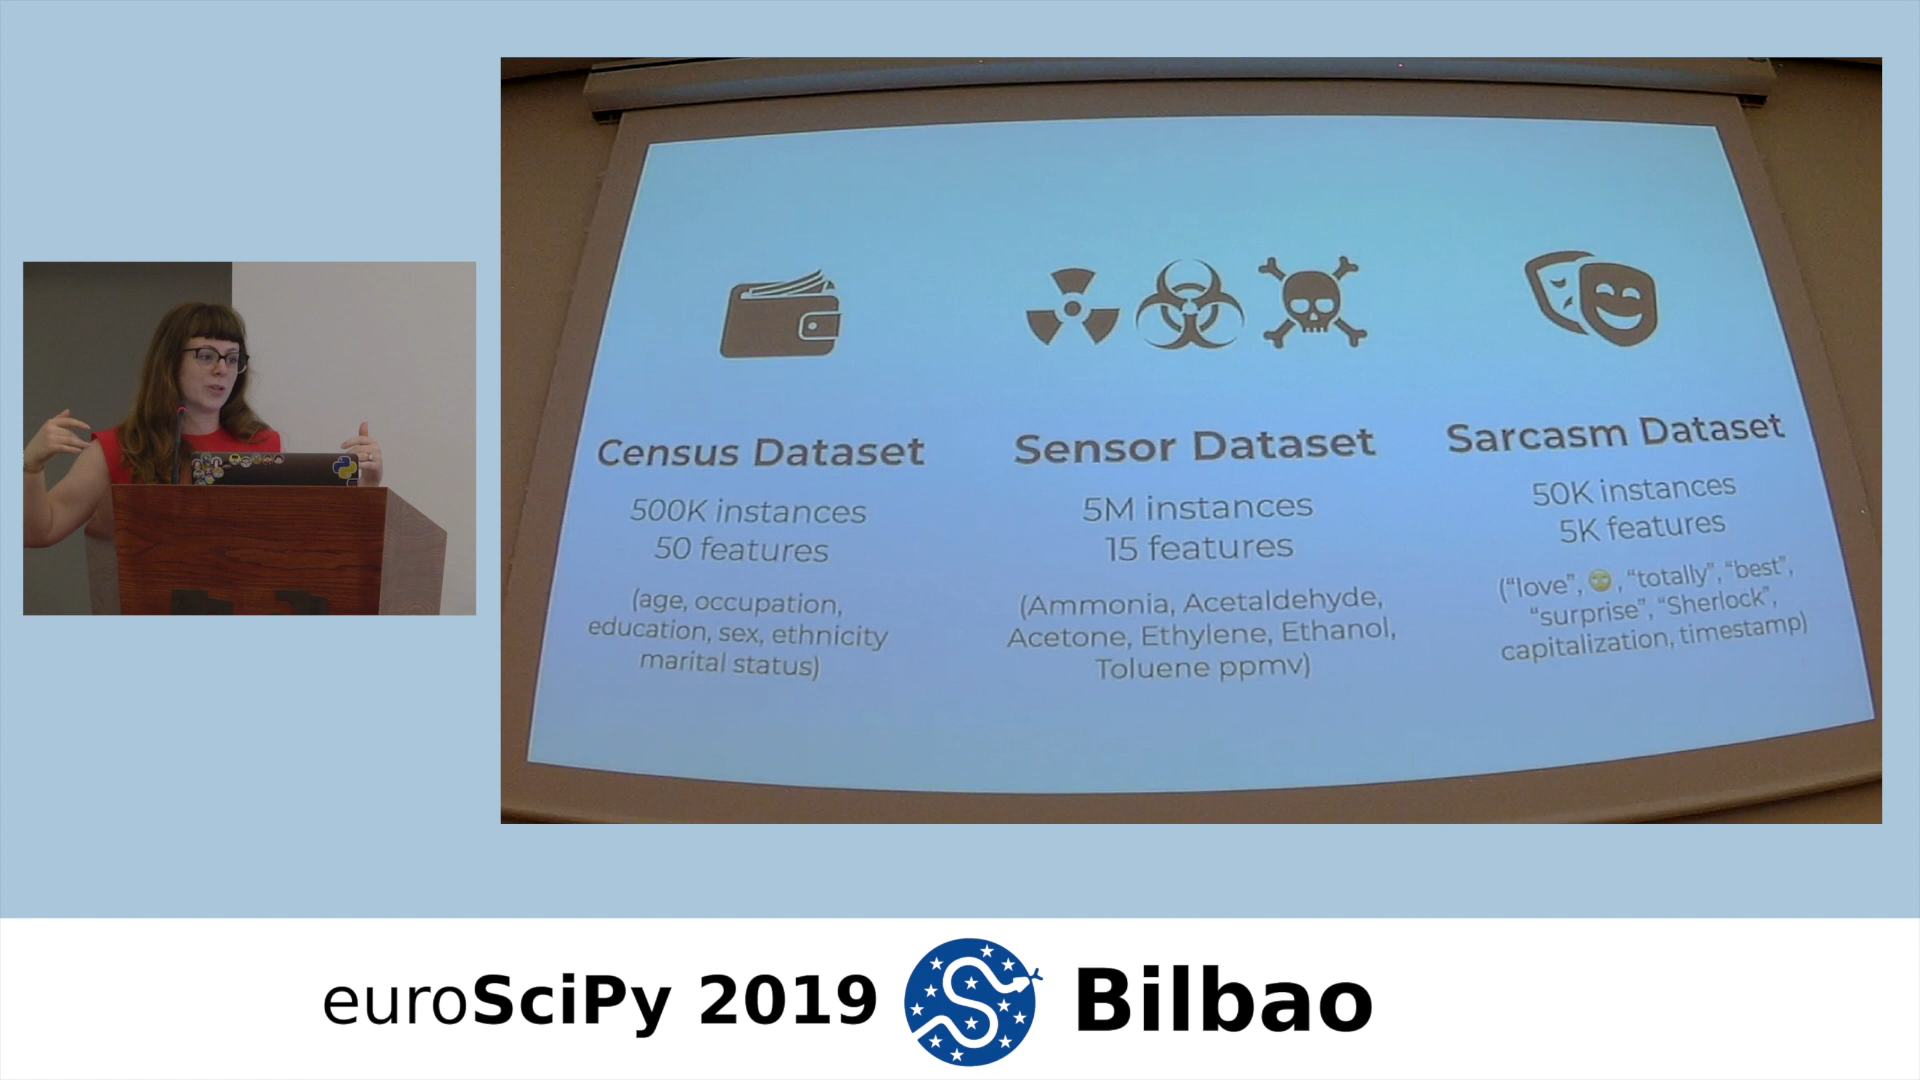 Census Dataset
500K instances
50 features
(age, occupation,
education, sex, ethnicity
marital status)
Sensor Dataset
5M instances
15 features
(Ammonia, Acetaldehyde,
Acetone, Ethylene, Ethanol,
Toluene ppmv)
Sarcasm Dataset
50K instances
5K features
(“love”, 🙄, “totally”, “best”,
“surprise”, “Sherlock”,
capitalization, timestamp)
euroSciPy 2019 Bilbao